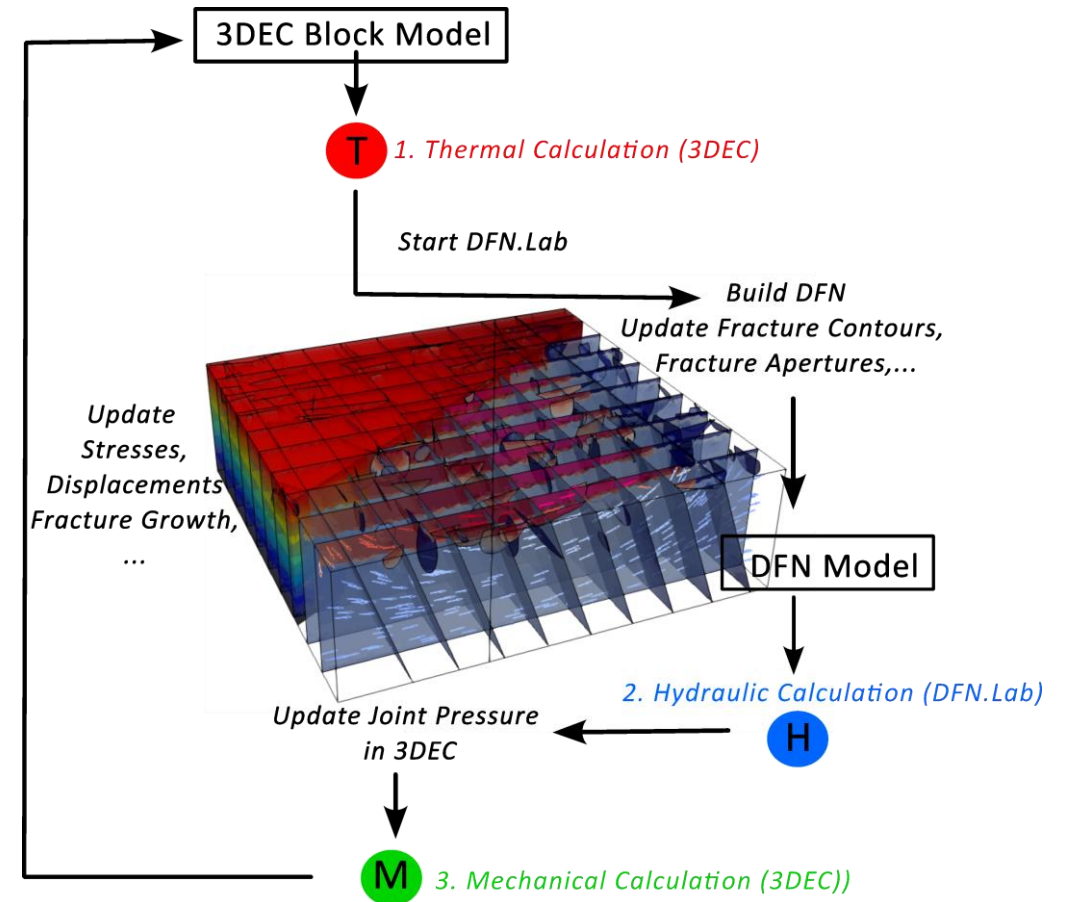 3DEC Block Model
T
1. Thermal Calculation (3DEC)
Start DFN.Lab
Build DFN
Update Fracture Contours,
Fracture Apertures,...
Update
Stresses,
Displacements
Fracture Growth,
...
DFN Model
2. Hydraulic Calculation (DFN.Lab)
H
Update Joint Pressure
in 3DEC
M
3. Mechanical Calculation (3DEC))